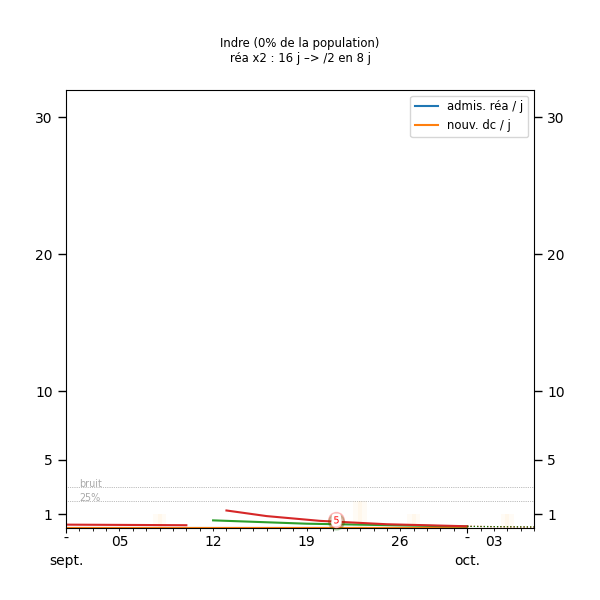 Indre (0% de la population)
réa x2 : 16 j –> /2 en 8 j
admis. réa / j
nouv. dc / j
30 30
20 20
10 10
5 5
bruit
25%
5
1 1
- 05 12 19 26 - 03
sept. oct.